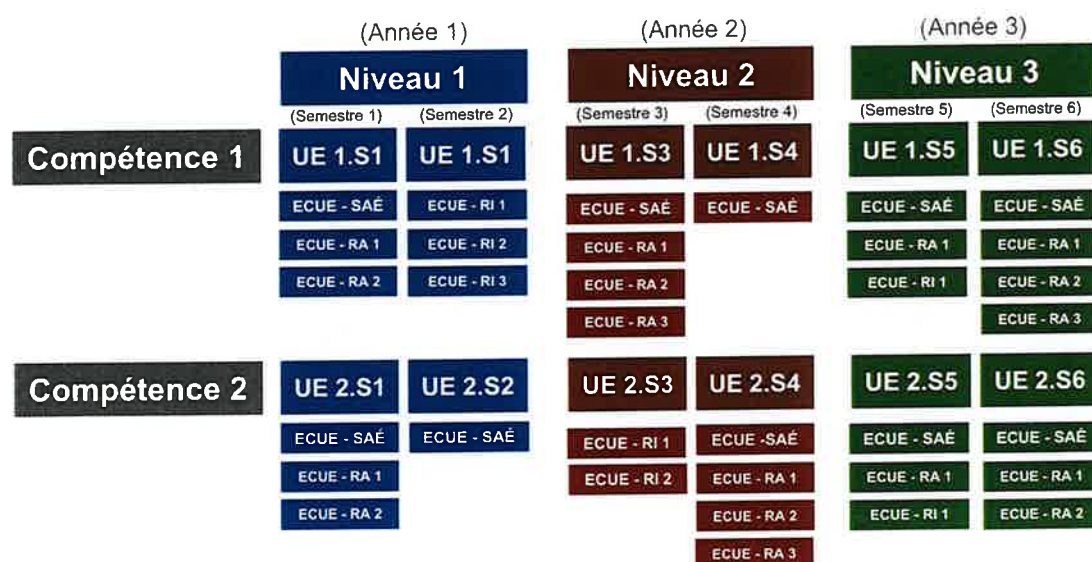 (Année 1) (Année 2) (Année 3)
Niveau 1 Niveau 2 Niveau 3
(Semestre 1) (Semestre 2) (Semestre 3) (Semestre 4) (Semestre 5) (Semestre 6)
Compétence 1 UE 1.S1 UE 1.S1 UE 1.S3 UE 1.S4 UE 1.S5 UE 1.S6
ECUE - SAÉ ECUE - RI 1 ECUE - SAÉ ECUE - SAÉ ECUE - SAÉ ECUE - SAÉ
ECUE - RA 1 ECUE - RI 2 ECUE - RA 1 ECUE - RA 1 ECUE - RA 1
ECUE - RA 2 ECUE - RI 3 ECUE - RA 2 ECUE - RI 1 ECUE - RA 2
ECUE - RA 3 ECUE - RA 3
Compétence 2 UE 2.S1 UE 2.S2 UE 2.S3 UE 2.S4 UE 2.S5 UE 2.S6
ECUE - SAÉ ECUE - SAÉ ECUE - RI 1 ECUE -SAÉ ECUE - SAÉ ECUE - SAÉ
ECUE - RA 1 ECUE - RI 2 ECUE - RA 1 ECUE - RA 1 ECUE - RA 1
ECUE - RA 2 ECUE - RA 2 ECUE - RI 1 ECUE - RA 2
ECUE - RA 3